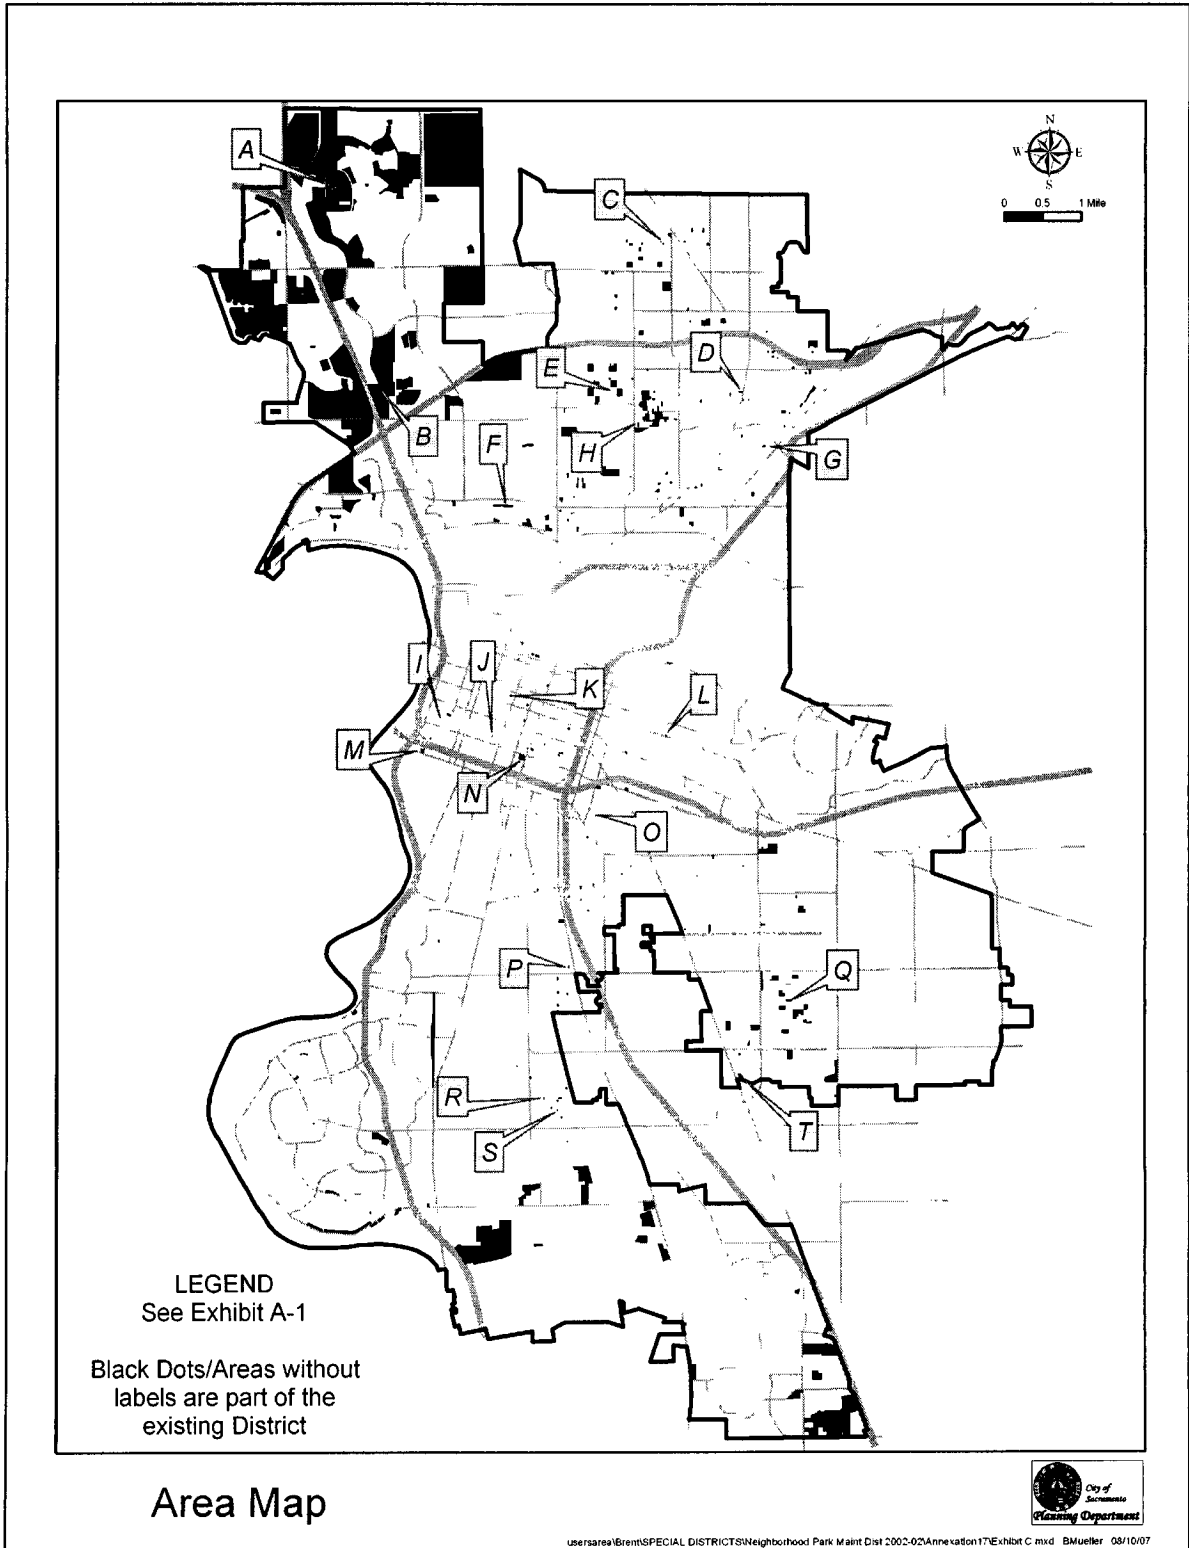 A
N
W E
S
0 0.5 1 Mile
C
D
E
B
F
H
G
I
J
K
L
M
N
O
P
Q
R
S
T
LEGEND
See Exhibit A-1
Black Dots/Areas without
labels are part of the
existing District
Area Map
City of
Sacramento
Planning Department
usersarea\Brent\SPECIAL DISTRICTS\Neighborhood Park Maint Dist 2002-02\Annexation17\Exhibit C.mxd BMueller 08/10/07